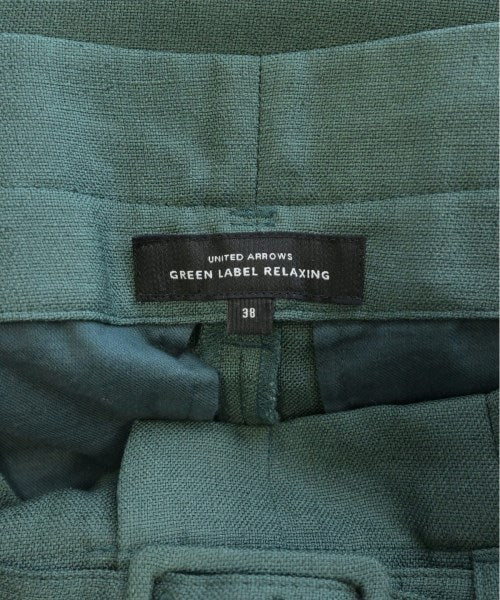 UNITED ARROWS
GREEN LABEL RELAXING
38